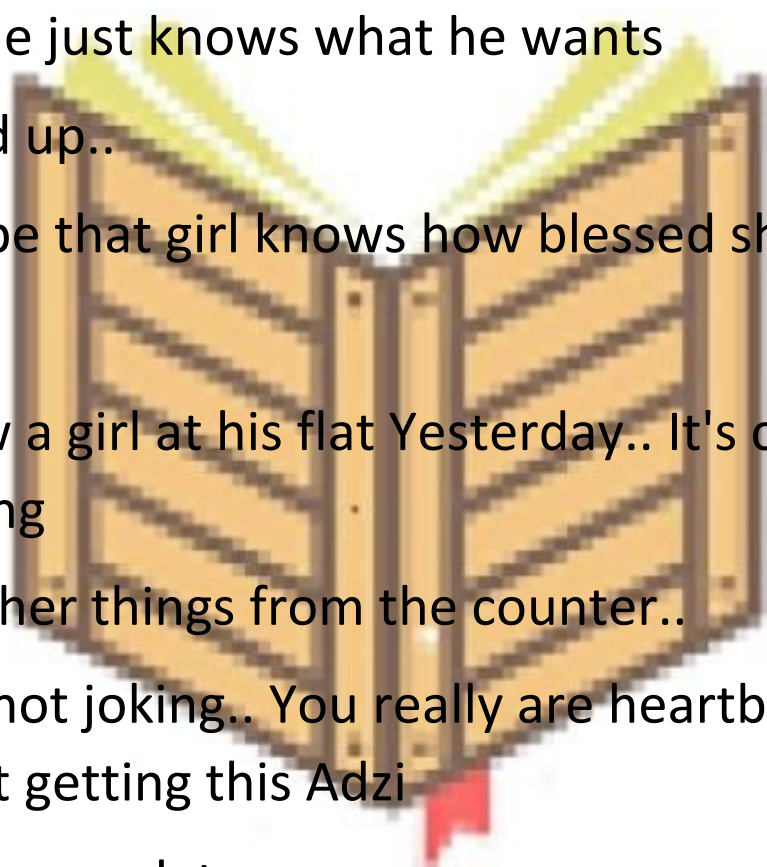 e just knows what he wants
d up..
that girl knows how blessed
a girl at his flat Yesterday.. It's
ng
her things from the counter..
not joking.. You really are heartb
t getting this Adzi